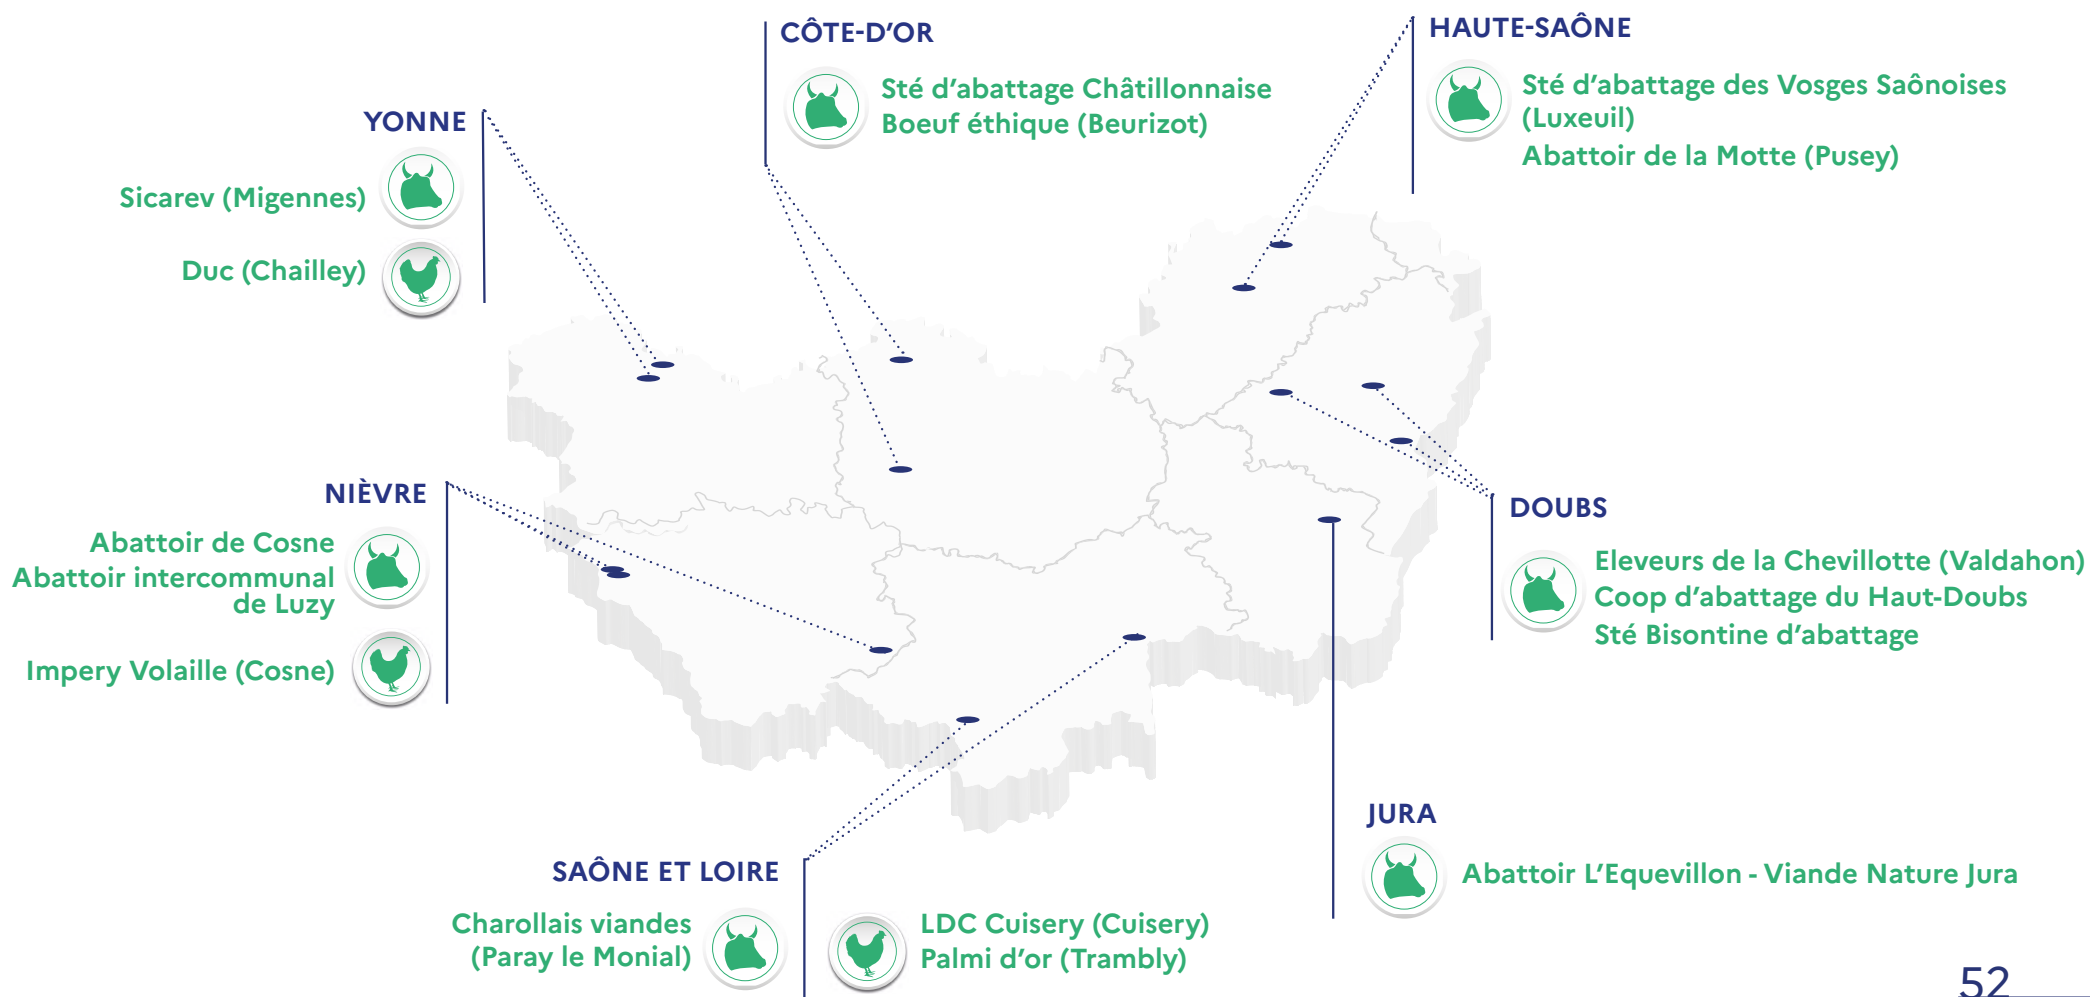 CÔTE-D'OR
Sté d'abattage Châtillonnaise
Boeuf éthique (Beurizot)
HAUTE-SAÔNE
Sté d'abattage des Vosges Saônoises
(Luxeuil)
Abattoir de la Motte (Pusey)
YONNE
Sicarev (Migennes)
Duc (Chailley)
NIÈVRE
Abattoir de Cosne
Abattoir intercommunal
de Luzy
Impery Volaille (Cosne)
DOUBS
Eleveurs de la Chevillotte (Valdahon)
Coop d'abattage du Haut-Doubs
Sté Bisontine d'abattage
JURA
Abattoir L'Equevillon - Viande Nature Jura
SAÔNE ET LOIRE
Charollais viandes
(Paray le Monial)
LDC Cuisery (Cuisery)
Palmi d'or (Trambly)
52